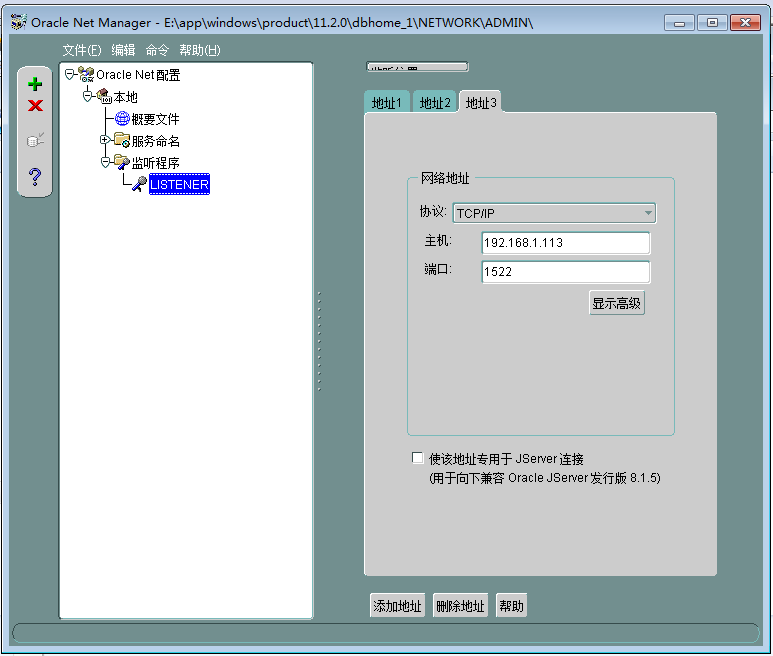 Oracle Net Manager - E:\app\windows\product\11.2.0\dbhome_1\NETWORK\ADMIN\
文件(F) 编辑 命令 帮助(H)
Oracle Net配置
本地
概要文件
服务命名
监听程序
LISTENER
地址1 地址2 地址3
网络地址
协议: TCP/IP
主机: 192.168.1.113
端口: 1522
显示高级
使该地址专用于 JServer 连接
(用于向下兼容 Oracle JServer 发行版 8.1.5)
添加地址 删除地址 帮助